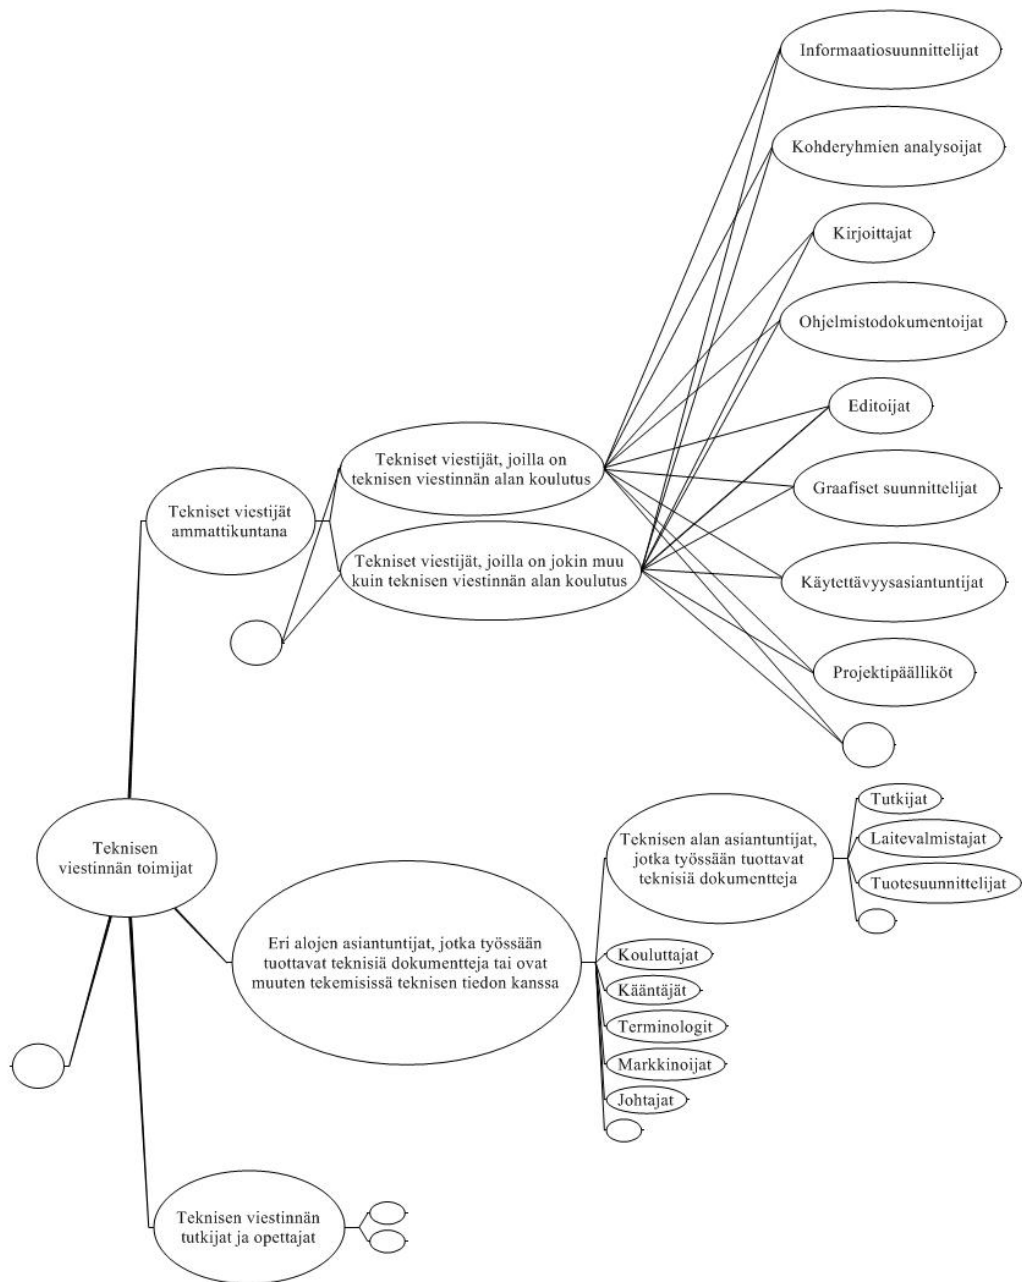 Informaatiosuunnittelijat
Kohderyhmien analysoijat
Kirjoittajat
Ohjelmistodokumentoijat
Editoijat
Graafiset suunnittelijat
Käytettävyysasiantuntijat
Projektipäälliköt
Tekniset viestijät, joilla on
teknisen viestinnän alan koulutus
Tekniset viestijät
ammattikuntana
Tekniset viestijät, joilla on jokin muu
kuin teknisen viestinnän alan koulutus
Teknisen
viestinnän toimijat
Teknisen alan asiantuntijat,
jotka työssään tuottavat
teknisiä dokumentteja
Tutkijat
Laitevalmistajat
Tuotesuunnittelijat
Eri alojen asiantuntijat, jotka työssään
tuottavat teknisiä dokumentteja tai ovat
muuten tekemisissä teknisen tiedon kanssa
Kouluttajat
Kääntäjät
Terminologit
Markkinoijat
Johtajat
Teknisen viestinnän
tutkijat ja opettajat